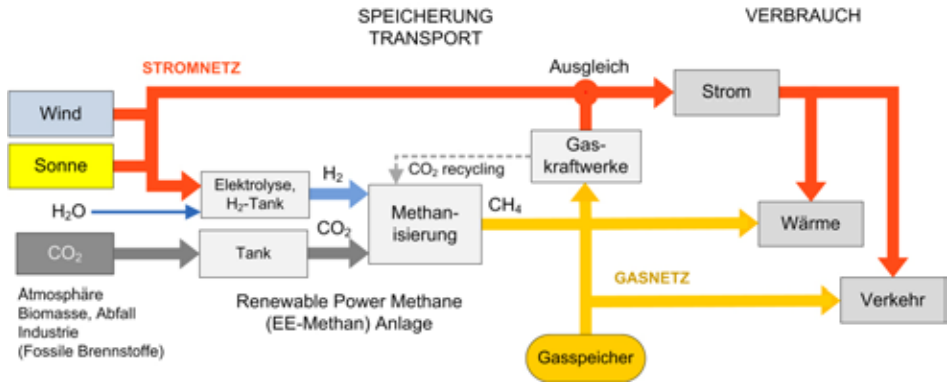 SPEICHERUNG
TRANSPORT
VERBRAUCH
STROMNETZ
Ausgleich
Wind
Strom
Sonne
Gas-
kraftwerke
CO₂ recycling
H₂
Elektrolyse,
H₂-Tank
H₂O
Methan-
isierung
CH₄
CO₂
CO₂
Tank
Wärme
Atmosphäre
Biomasse, Abfall
Industrie
(Fossile Brennstoffe)
Renewable Power Methane
(EE-Methan) Anlage
GASNETZ
Verkehr
Gasspeicher